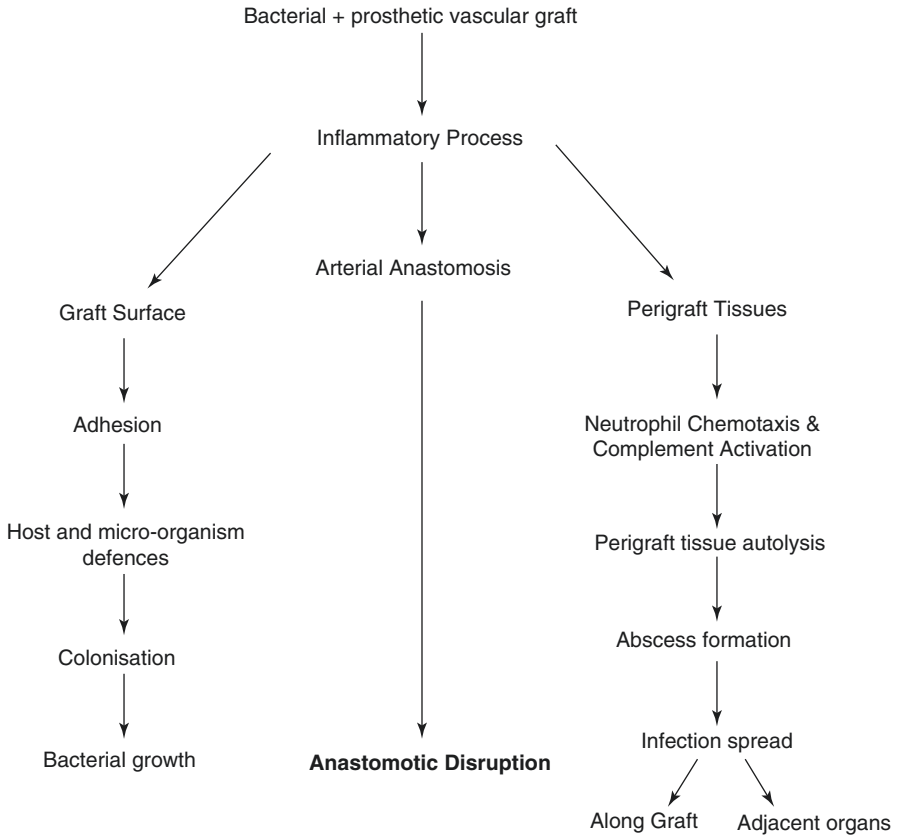 Bacterial + prosthetic vascular graft
Inflammatory Process
Arterial Anastomosis
Graft Surface
Perigraft Tissues
Adhesion
Neutrophil Chemotaxis &
Complement Activation
Host and micro-organism
defences
Perigraft tissue autolysis
Abscess formation
Colonisation
Infection spread
Bacterial growth
Anastomotic Disruption
Along Graft
Adjacent organs